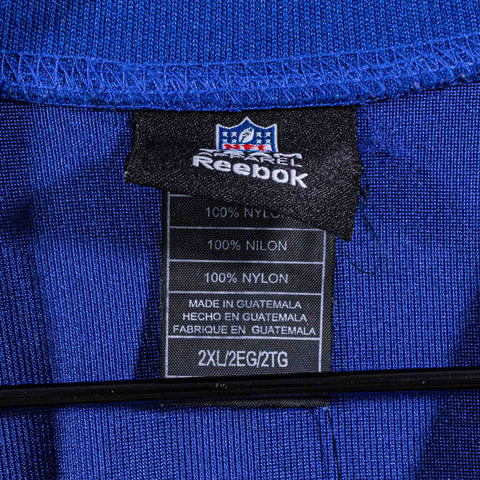 NFL
APPAREL
Reebok
100% NYLON
100% NILON
100% NYLON
MADE IN GUATEMALA
HECHO EN GUATEMALA
FABRIQUE EN GUATEMALA
2XL/2EG/2TG